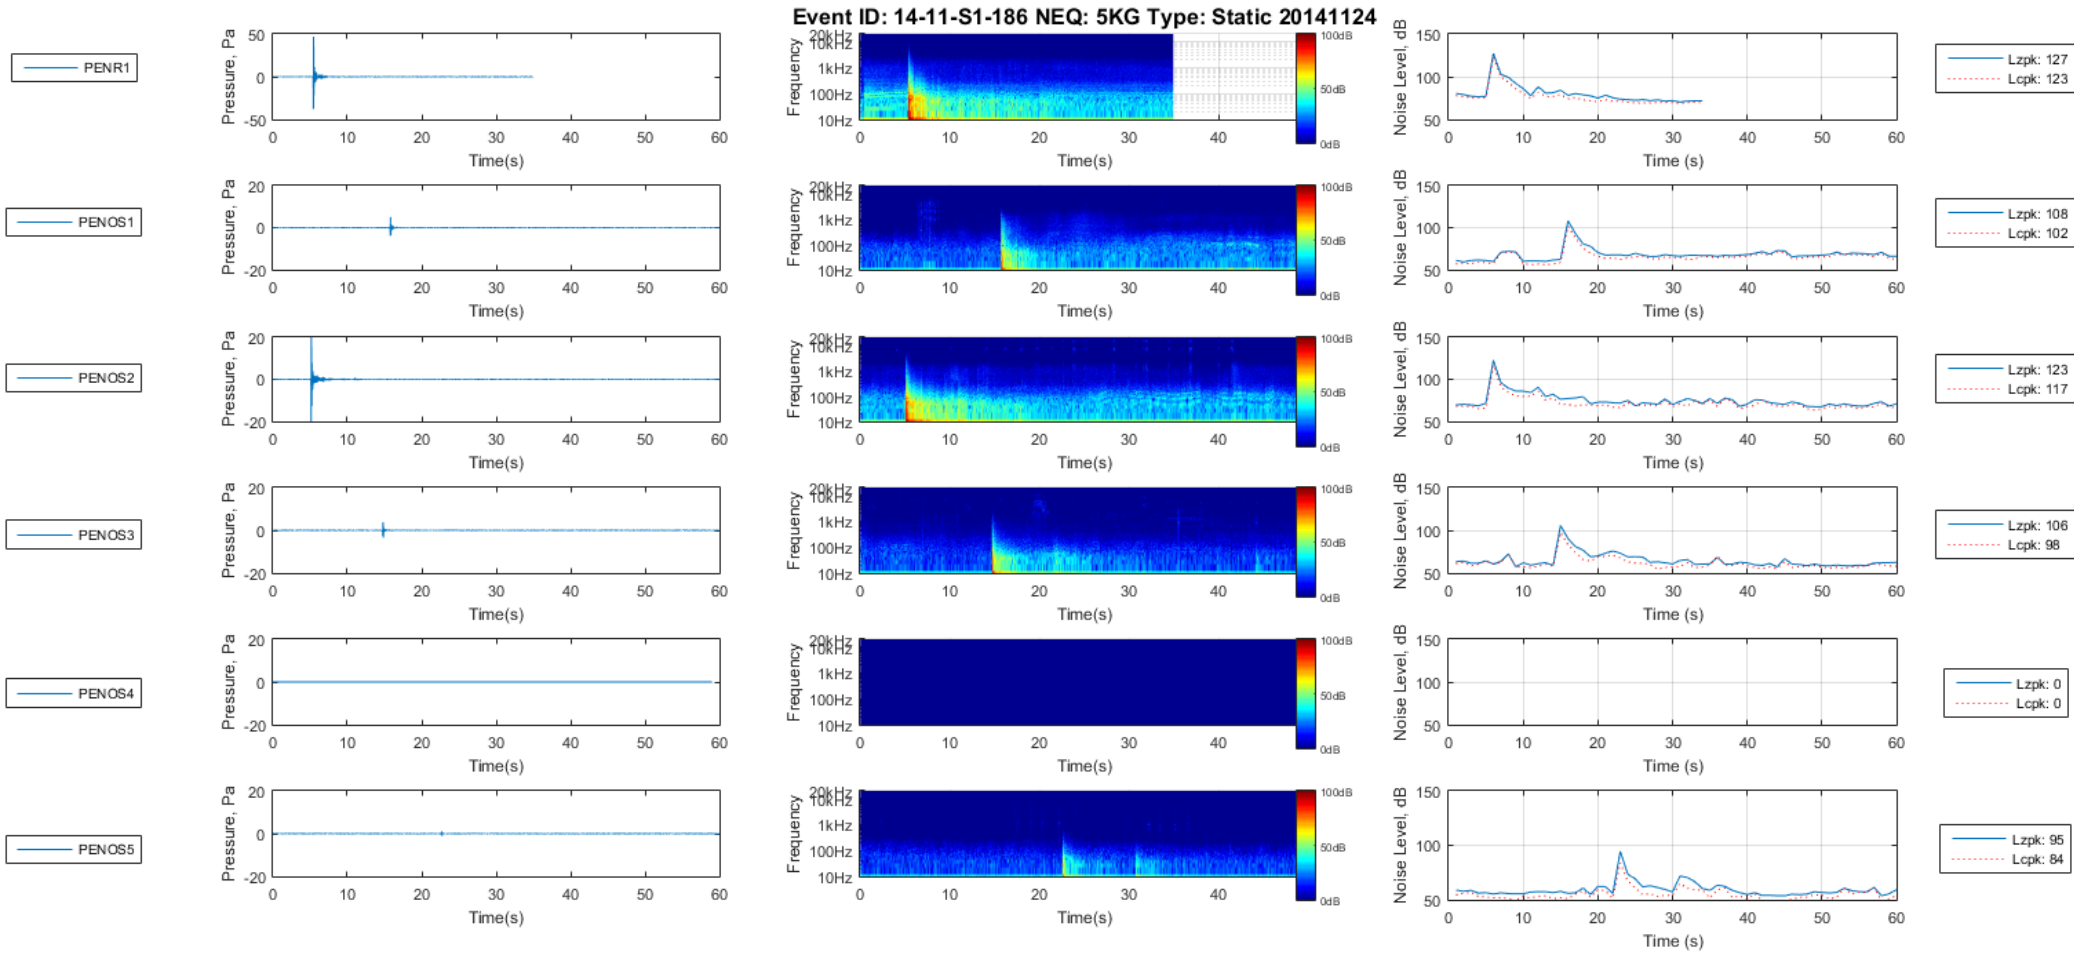 Event ID: 14-11-S1-186 NEQ: 5KG Type: Static 20141124
PENR1
Pressure, Pa
50
0
-50
0 10 20 30 40 50 60
Time(s)
Frequency
20kHz
10kHz
1kHz
100Hz
10Hz
0 20 40
Time(s)
100dB
50dB
0dB
Noise Level, dB
150
100
50
0 10 20 30 40 50 60
Time (s)
Lzpk: 127
Lcpk: 123
PENOS1
Pressure, Pa
20
0
-20
0 10 20 30 40 50 60
Time(s)
Frequency
20kHz
10kHz
1kHz
100Hz
10Hz
0 10 20 30 40
Time(s)
100dB
50dB
0dB
Noise Level, dB
150
100
50
0 10 20 30 40 50 60
Time (s)
Lzpk: 108
Lcpk: 102
PENOS2
Pressure, Pa
20
0
-20
0 10 20 30 40 50 60
Time(s)
Frequency
20kHz
10kHz
1kHz
100Hz
10Hz
0 10 20 30 40
Time(s)
100dB
50dB
0dB
Noise Level, dB
150
100
50
0 10 20 30 40 50 60
Time (s)
Lzpk: 123
Lcpk: 117
PENOS3
Pressure, Pa
20
0
-20
0 10 20 30 40 50 60
Time(s)
Frequency
20kHz
10kHz
1kHz
100Hz
10Hz
0 10 20 30 40
Time(s)
100dB
50dB
0dB
Noise Level, dB
150
100
50
0 10 20 30 40 50 60
Time (s)
Lzpk: 106
Lcpk: 98
PENOS4
Pressure, Pa
20
0
-20
0 10 20 30 40 50 60
Time(s)
Frequency
20kHz
10kHz
1kHz
100Hz
10Hz
0 10 20 30 40
Time(s)
100dB
50dB
0dB
Noise Level, dB
150
100
50
0 10 20 30 40 50 60
Time (s)
Lzpk: 0
Lcpk: 0
PENOS5
Pressure, Pa
20
0
-20
0 10 20 30 40 50 60
Time(s)
Frequency
20kHz
10kHz
1kHz
100Hz
10Hz
0 10 20 30 40
Time(s)
100dB
50dB
0dB
Noise Level, dB
150
100
50
0 10 20 30 40 50 60
Time (s)
Lzpk: 95
Lcpk: 84